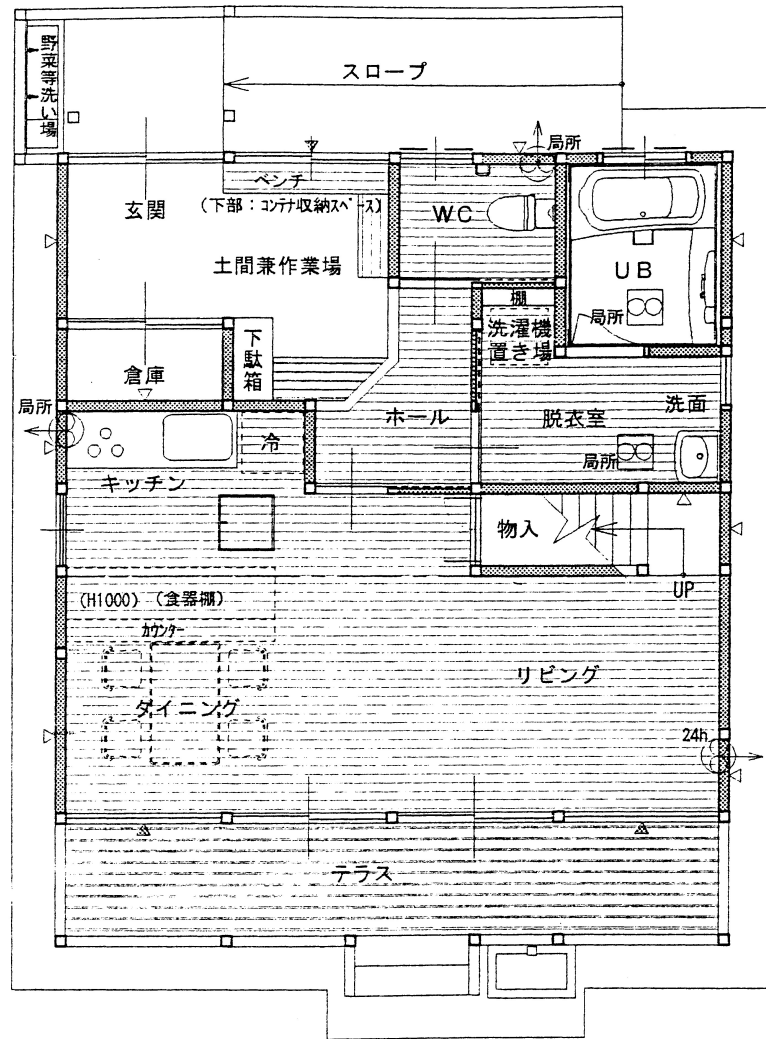 野菜等洗い場
スロープ
局所
玄関
ベンチ
(下部：コンテナ収納スペース)
WC
土間兼作業場
UB
局所
棚
洗濯機
置き場
下駄箱
倉庫
局所
冷
ホール
脱衣室
洗面
局所
キッチン
物入
UP
(H1000) (食器棚)
カウンター
リビング
ダイニング
24h
テラス